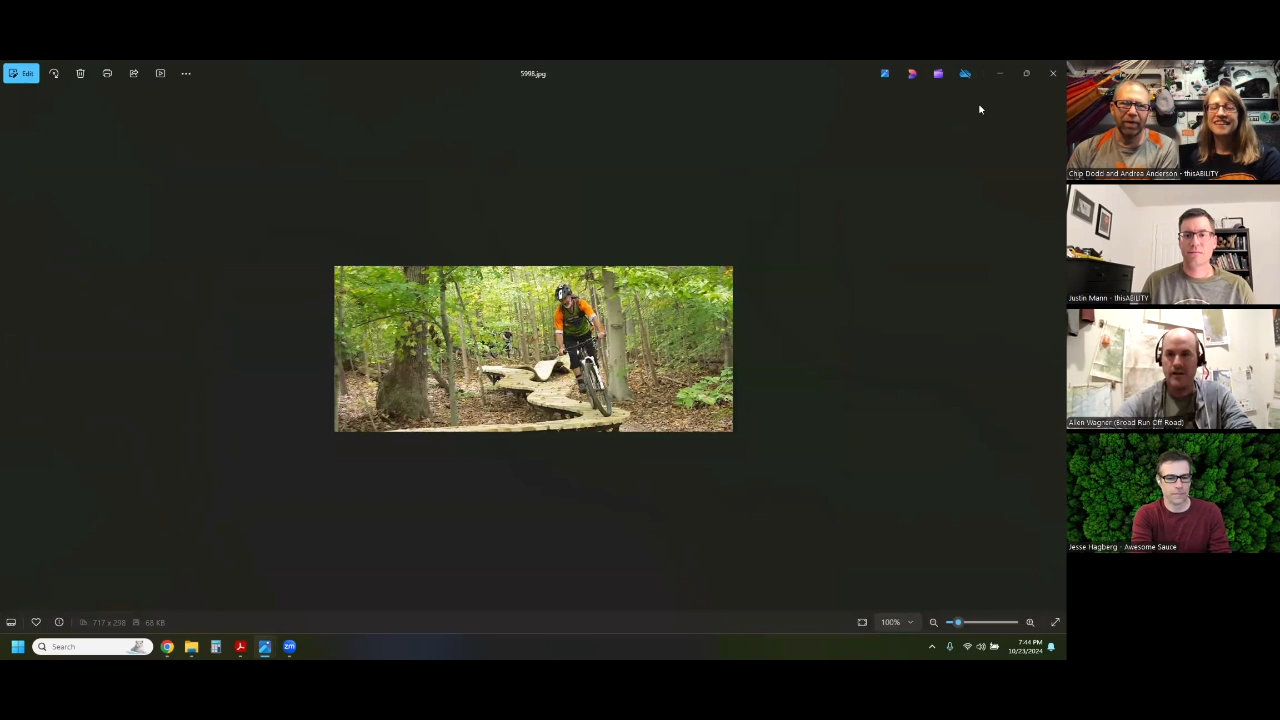 Edit
5998.jpg
Chip Dodd and Andrea Anderson - thisABILITY
Justin Mann - thisABILITY
Allen Wagner (Broad Run Off Road)
Jesse Hagberg - Awesome Sauce
717 x 298
68 KB
100%
Search
zm
7:44 PM
10/23/2024